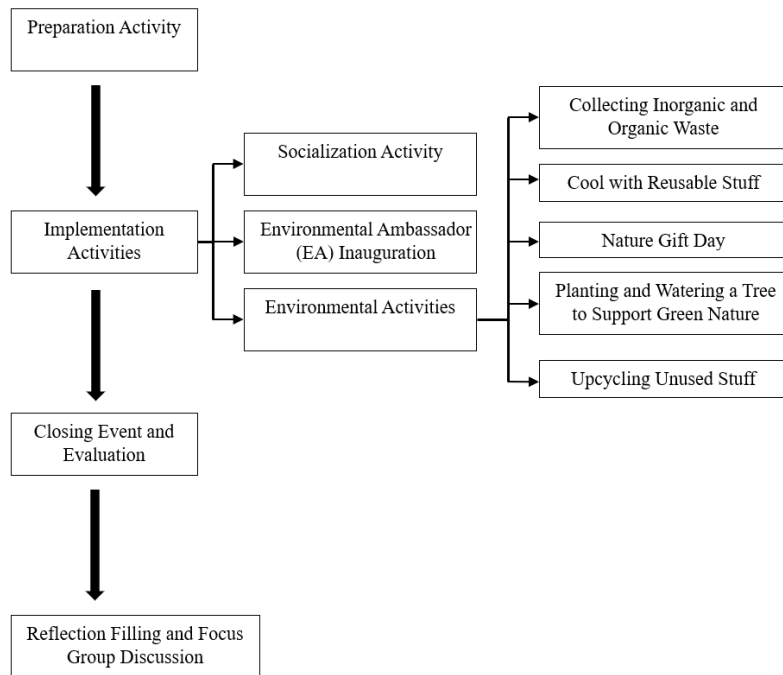 Preparation Activity
Implementation
Activities
Socialization Activity
Environmental Ambassador
(EA) Inauguration
Environmental Activities
Collecting Inorganic and
Organic Waste
Cool with Reusable Stuff
Nature Gift Day
Planting and Watering a Tree
to Support Green Nature
Upcycling Unused Stuff
Closing Event and
Evaluation
Reflection Filling and Focus
Group Discussion